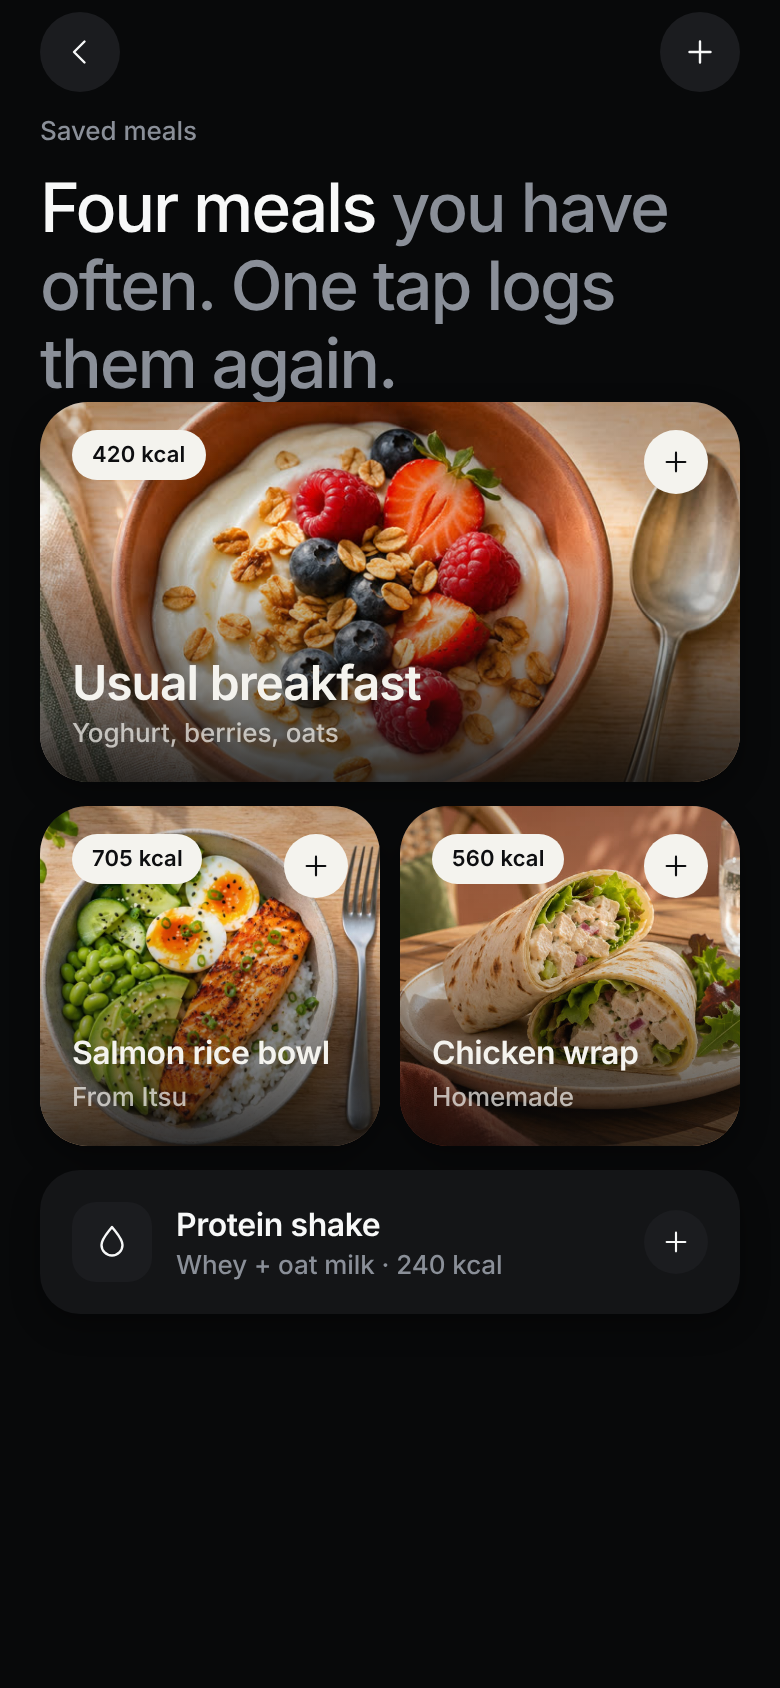 Saved meals
Four meals you have
often. One tap logs
them again.
420 kcal
Usual breakfast
Yoghurt, berries, oats
705 kcal
Salmon rice bowl
From Itsu
560 kcal
Chicken wrap
Homemade
Protein shake
Whey + oat milk · 240 kcal